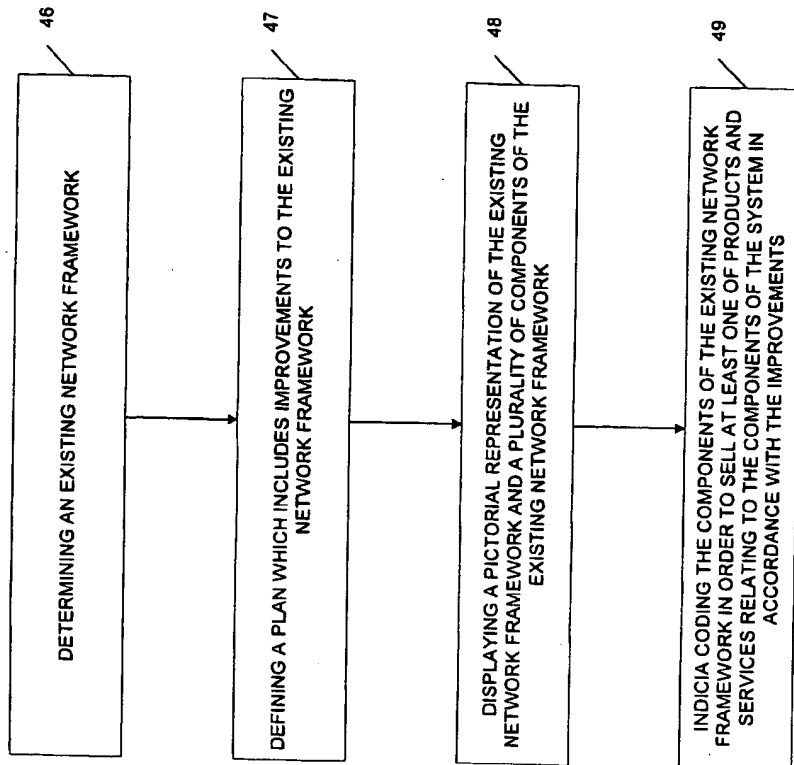 46
DETERMINING AN EXISTING NETWORK FRAMEWORK
47
DEFINING A PLAN WHICH INCLUDES IMPROVEMENTS TO THE EXISTING
NETWORK FRAMEWORK
48
DISPLAYING A PICTORIAL REPRESENTATION OF THE EXISTING
NETWORK FRAMEWORK AND A PLURALITY OF COMPONENTS OF THE
EXISTING NETWORK FRAMEWORK
49
INDICIA CODING THE COMPONENTS OF THE EXISTING NETWORK
FRAMEWORK IN ORDER TO SELL AT LEAST ONE OF PRODUCTS AND
SERVICES RELATING TO THE COMPONENTS OF THE SYSTEM IN
ACCORDANCE WITH THE IMPROVEMENTS